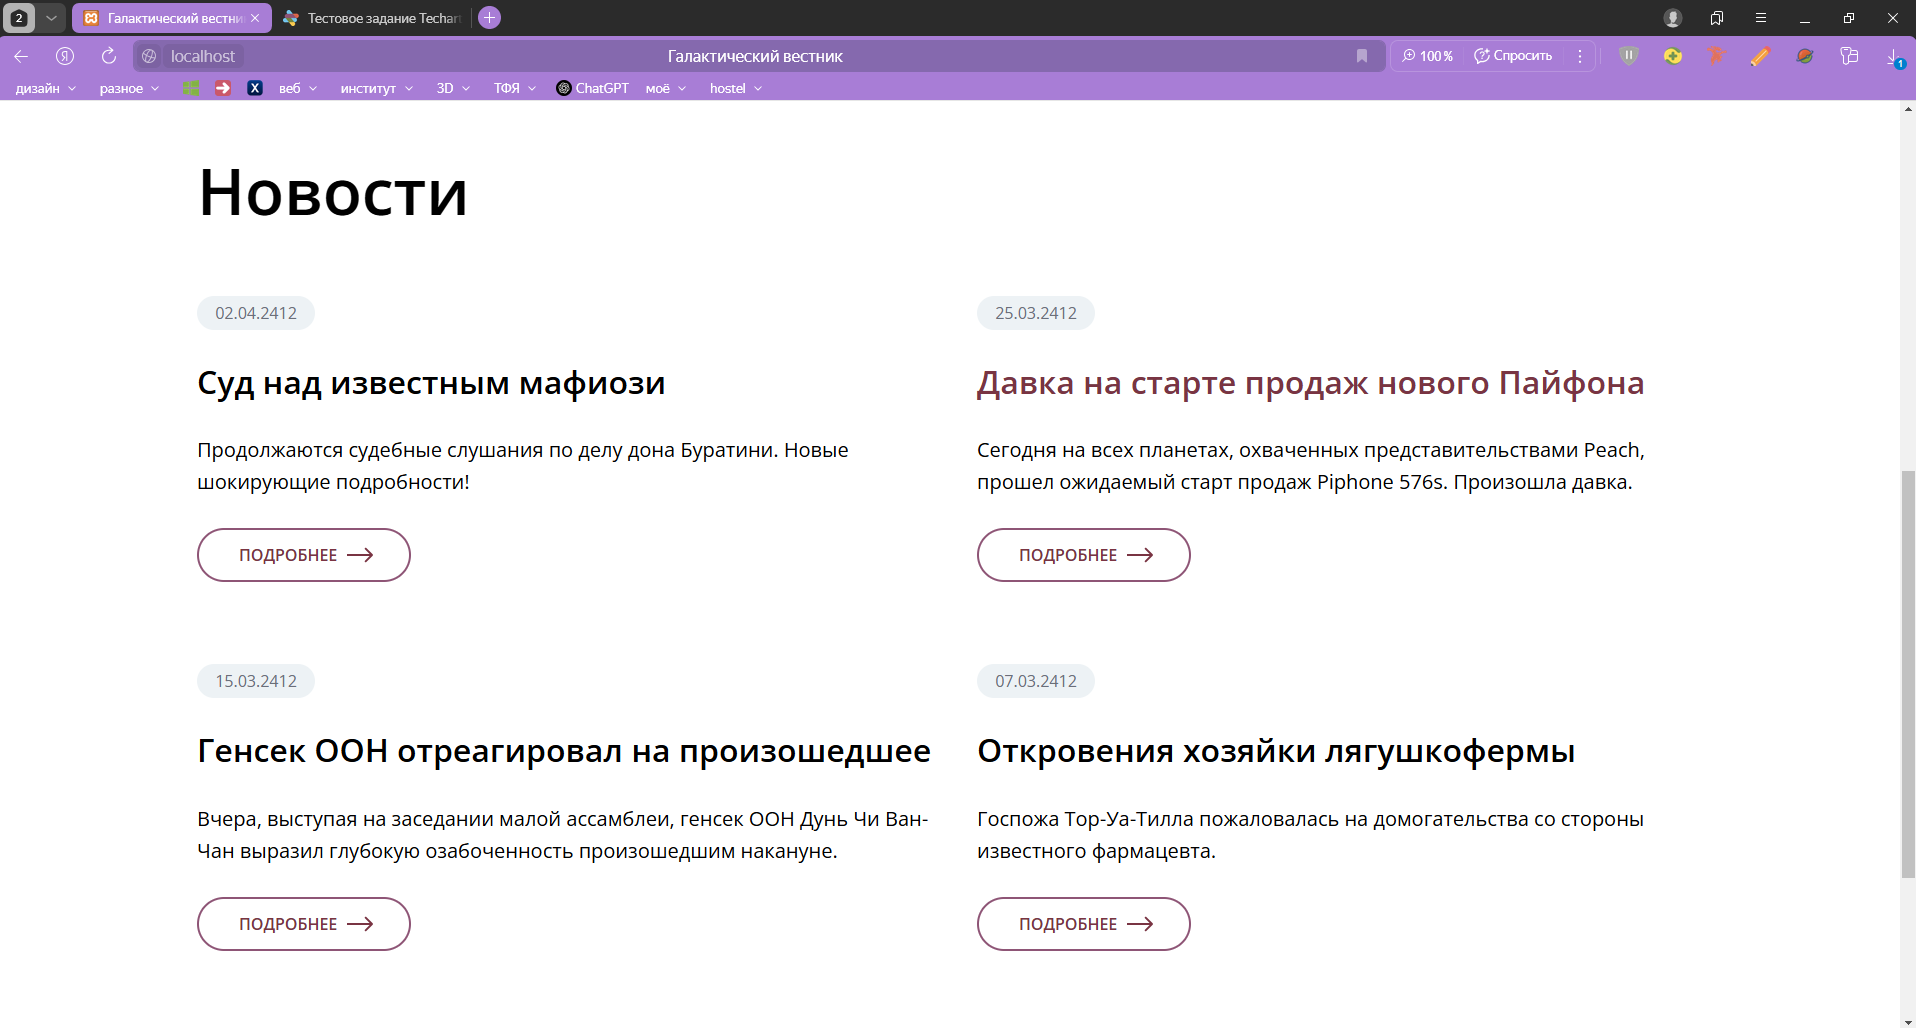 2 Галактический вестни Тестовое задание Techar
localhost Галактический вестник 100 % Спросить 1
дизайн разное веб институт 3D ТФЯ ChatGPT моё hostel
Новости
02.04.2412
Суд над известным мафиози
Продолжаются судебные слушания по делу дона Буратини. Новые
шокирующие подробности!
ПОДРОБНЕЕ
25.03.2412
Давка на старте продаж нового Пайфона
Сегодня на всех планетах, охваченных представительствами Peach,
прошел ожидаемый старт продаж Piphone 576s. Произошла давка.
ПОДРОБНЕЕ
15.03.2412
Генсек ООН отреагировал на произошедшее
Вчера, выступая на заседании малой ассамблеи, генсек ООН Дунь Чи Ван-
Чан выразил глубокую озабоченность произошедшим накануне.
ПОДРОБНЕЕ
07.03.2412
Откровения хозяйки лягушкофермы
Госпожа Тор-Уа-Тилла пожаловалась на домогательства со стороны
известного фармацевта.
ПОДРОБНЕЕ